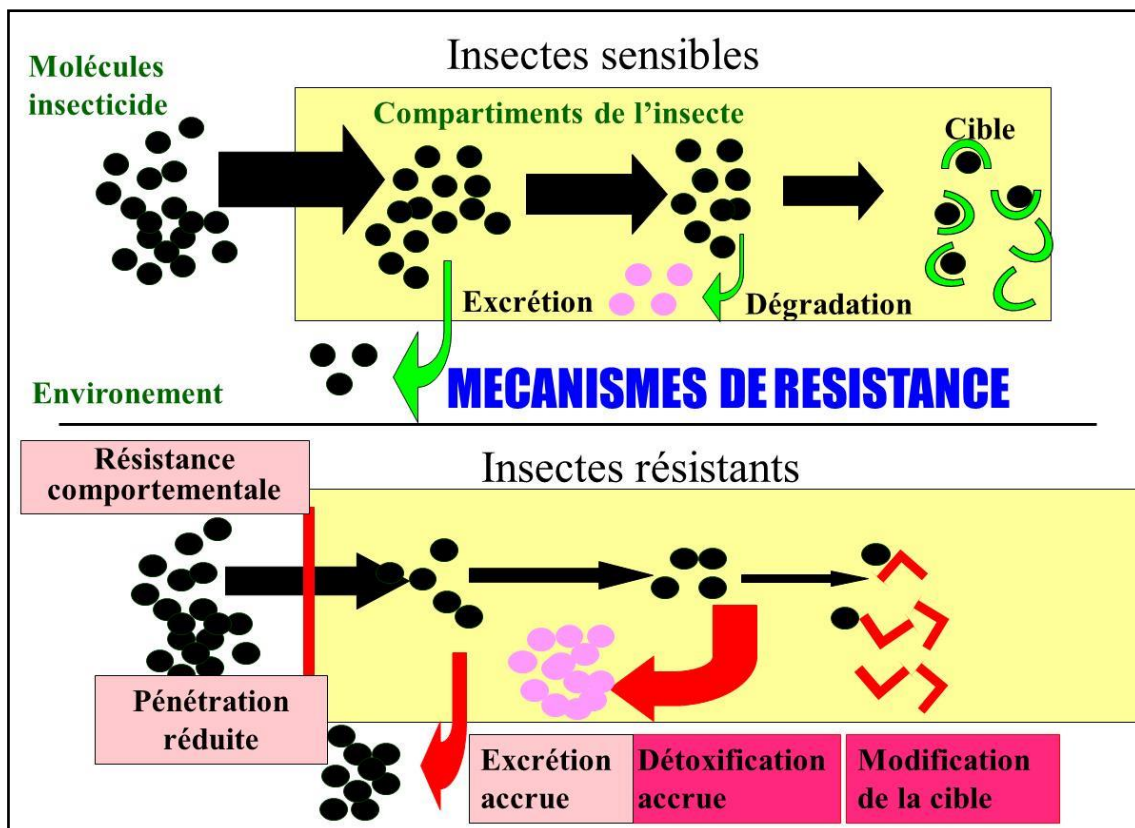 Insectes sensibles
Molécules
insecticide
Compartiments de l'insecte
Cible
Excrétion
Dégradation
Environement
MECANISMES DE RESISTANCE
Résistance
comportementale
Insectes résistants
Pénétration
réduite
Excrétion
accrue
Détoxification
accrue
Modification
de la cible